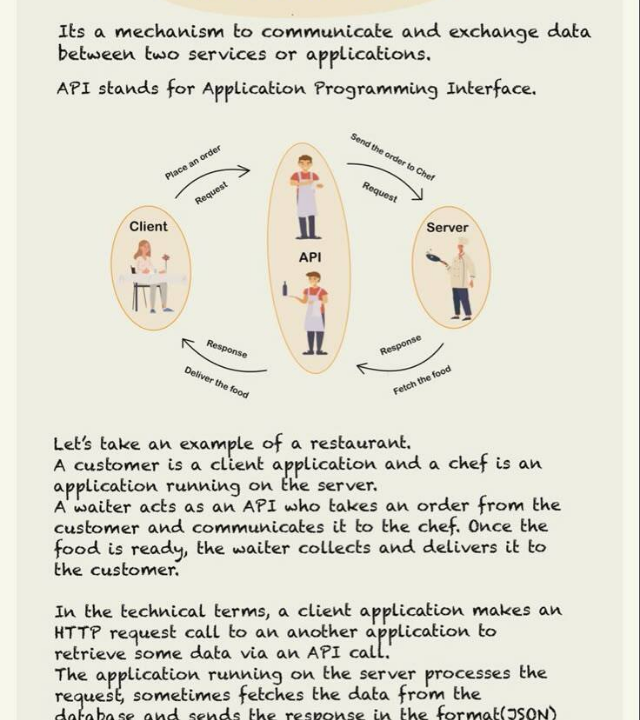 Its a mechanism to communicate and exchange data
between two services or applications.
API stands for Application Programming Interface.
Place an order
Request
Send the order to Chef
Request
Client
API
Server
Response
Deliver the food
Response
Fetch the food
Let's take an example of a restaurant.
A customer is a client application and a chef is an
application running on the server.
A waiter acts as an API who takes an order from the
customer and communicates it to the chef. Once the
food is ready, the waiter collects and delivers it to
the customer.
In the technical terms, a client application makes an
HTTP request call to an another application to
retrieve some data via an API call.
The application running on the server processes the
request, sometimes fetches the data from the
database and sends the response in the format(JSON)